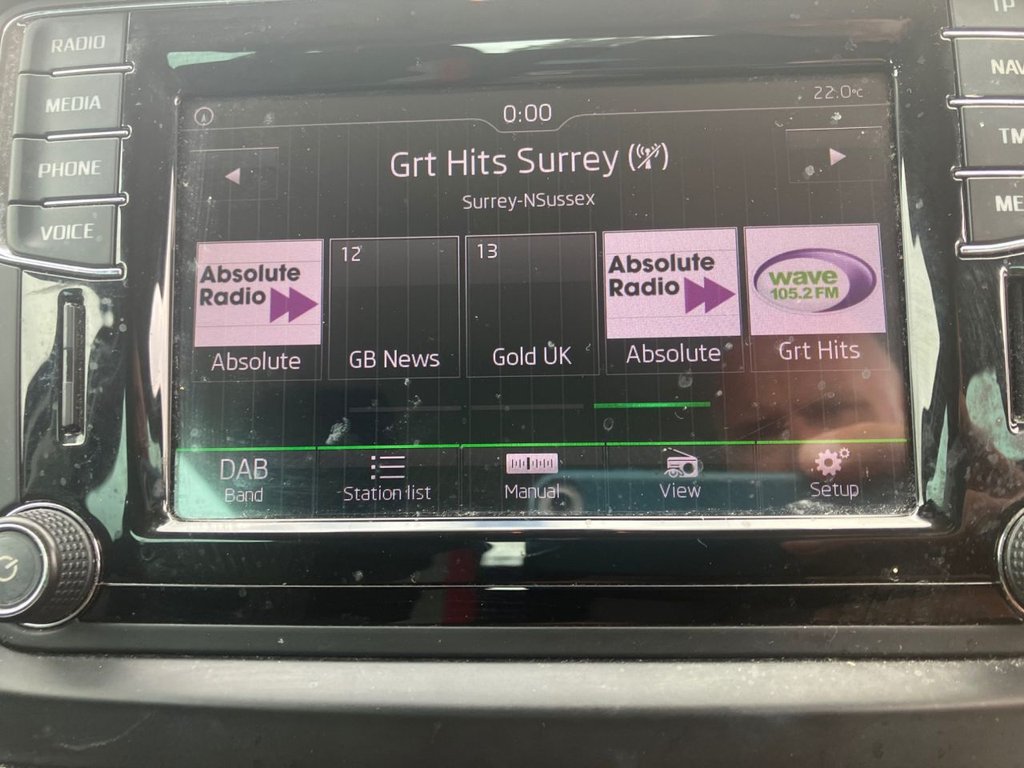 RADIO
MEDIA
PHONE
VOICE
TP
NAV
TM
ME
0:00
22.0°C
Grt Hits Surrey
Surrey-NSussex
Absolute
Radio
Absolute
12
GB News
13
Gold UK
Absolute
Radio
Absolute
wave
105.2 FM
Grt Hits
DAB
Band
Station list
Manual
View
Setup